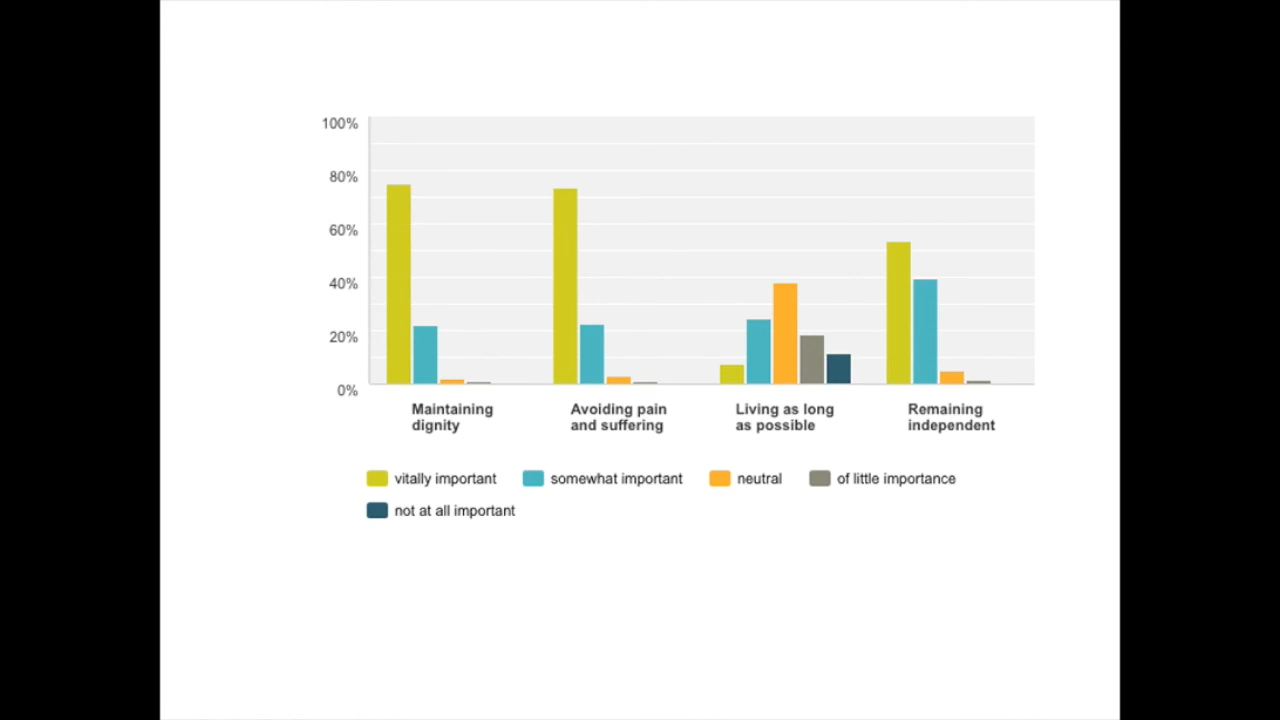 100%
80%
60%
40%
20%
0%
Maintaining
dignity
Avoiding pain
and suffering
Living as long
as possible
Remaining
independent
vitally important
somewhat important
neutral
of little importance
not at all important